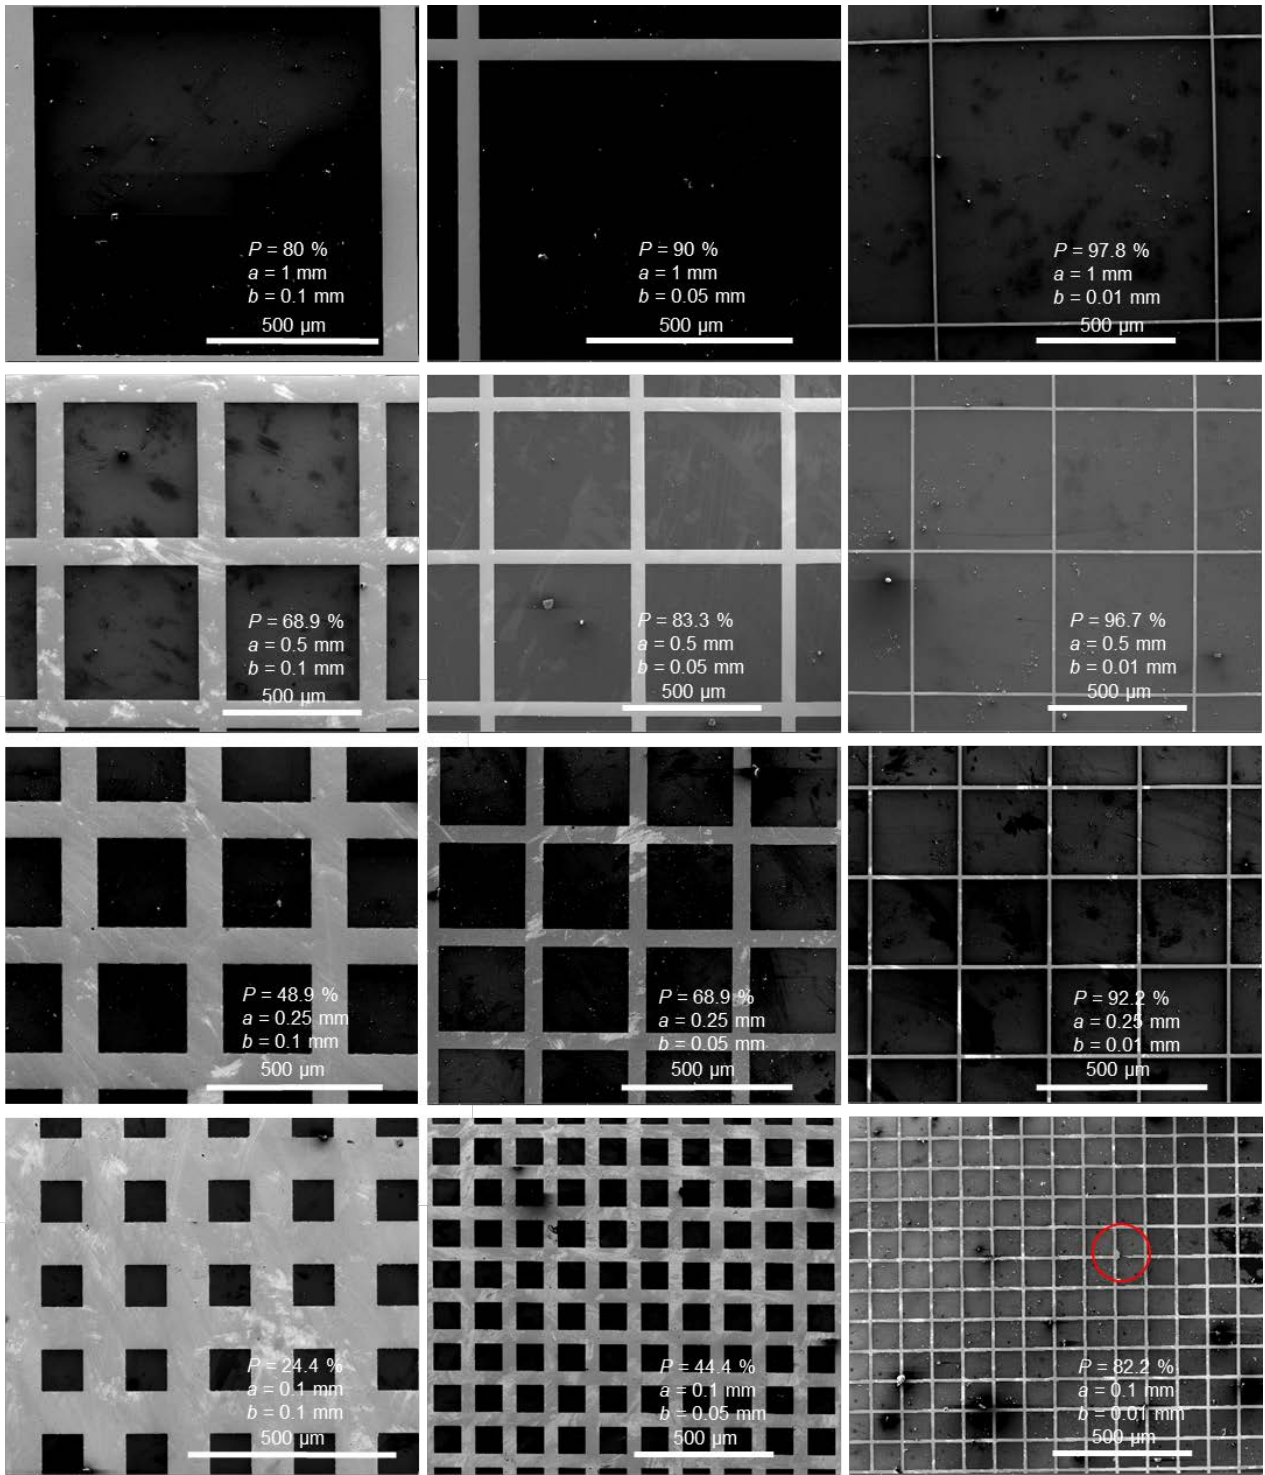 P = 80 %
a = 1 mm
b = 0.1 mm
500 μm
P = 90 %
a = 1 mm
b = 0.05 mm
500 μm
P = 97.8 %
a = 1 mm
b = 0.01 mm
500 μm
P = 68.9 %
a = 0.5 mm
b = 0.1 mm
500 μm
P = 83.3 %
a = 0.5 mm
b = 0.05 mm
500 μm
P = 96.7 %
a = 0.5 mm
b = 0.01 mm
500 μm
P = 48.9 %
a = 0.25 mm
b = 0.1 mm
500 μm
P = 68.9 %
a = 0.25 mm
b = 0.05 mm
500 μm
P = 92.2 %
a = 0.25 mm
b = 0.01 mm
500 μm
P = 24.4 %
a = 0.1 mm
b = 0.1 mm
500 μm
P = 44.4 %
a = 0.1 mm
b = 0.05 mm
500 μm
P = 82.2 %
a = 0.1 mm
b = 0.01 mm
500 μm